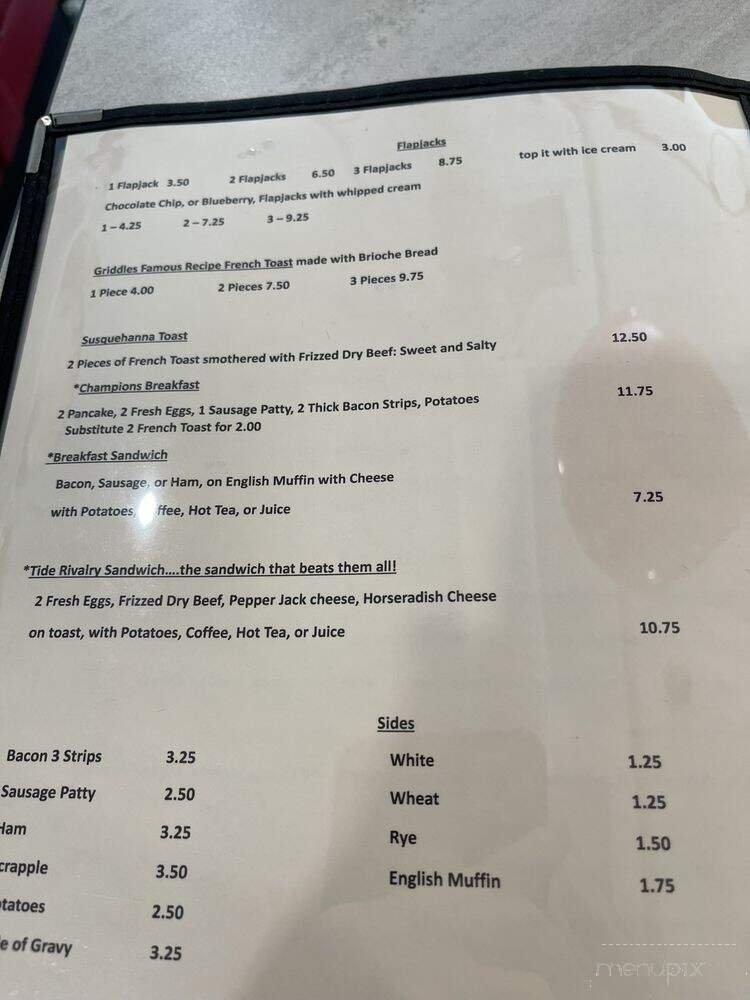 Flapjacks
1 Flapjack 3.50 2 Flapjacks 6.50 3 Flapjacks 8.75 top it with ice cream 3.00
Chocolate Chip, or Blueberry, Flapjacks with whipped cream
1 – 4.25 2 – 7.25 3 – 9.25
Griddles Famous Recipe French Toast made with Brioche Bread
1 Piece 4.00 2 Pieces 7.50 3 Pieces 9.75
Susquehanna Toast
2 Pieces of French Toast smothered with Frizzed Dry Beef: Sweet and Salty 12.50
*Champions Breakfast
2 Pancake, 2 Fresh Eggs, 1 Sausage Patty, 2 Thick Bacon Strips, Potatoes 11.75
Substitute 2 French Toast for 2.00
*Breakfast Sandwich
Bacon, Sausage, or Ham, on English Muffin with Cheese
with Potatoes, ffee, Hot Tea, or Juice 7.25
*Tide Rivalry Sandwich....the sandwich that beats them all!
2 Fresh Eggs, Frizzed Dry Beef, Pepper Jack cheese, Horseradish Cheese
on toast, with Potatoes, Coffee, Hot Tea, or Juice 10.75
Sides
Bacon 3 Strips 3.25 White 1.25
Sausage Patty 2.50 Wheat 1.25
Ham 3.25 Rye 1.50
crapple 3.50 English Muffin 1.75
tatoes 2.50
e of Gravy 3.25
menupix